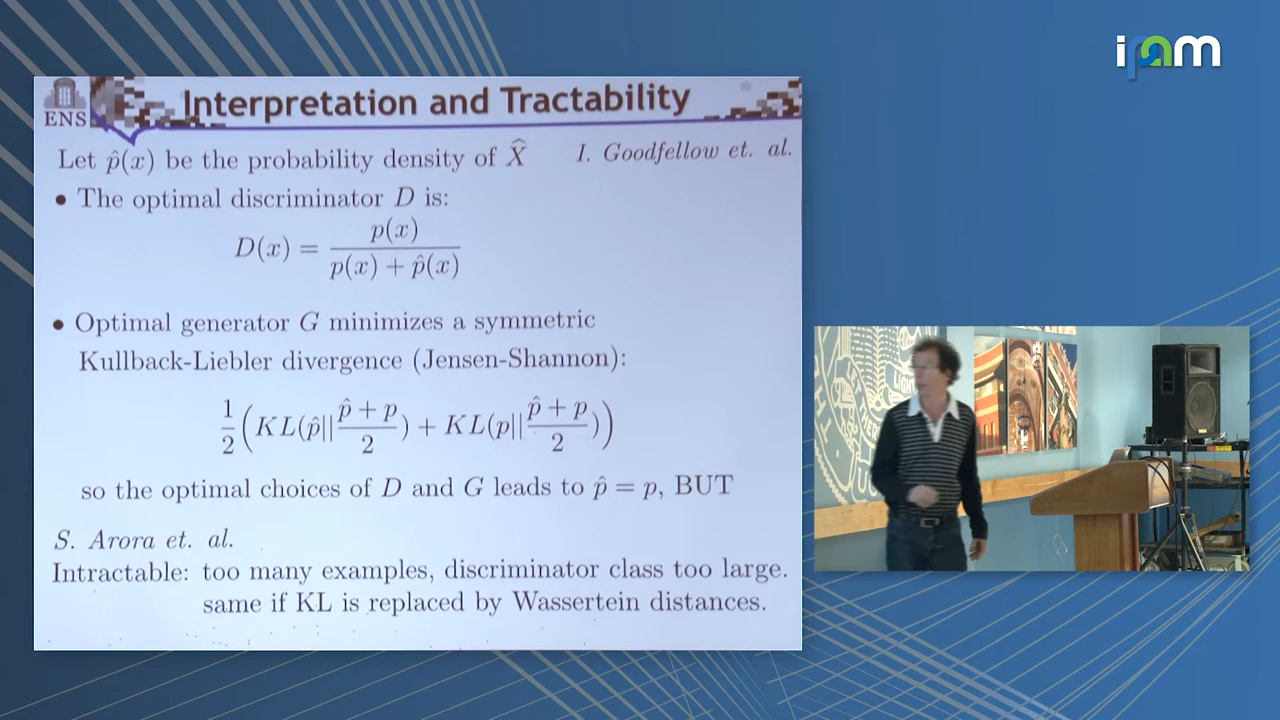 ipam
ENS
Interpretation and Tractability
Let p̂(x) be the probability density of X̂
I. Goodfellow et. al.
• The optimal discriminator D is:
D(x) = p(x) / (p(x) + p̂(x))
• Optimal generator G minimizes a symmetric
Kullback-Liebler divergence (Jensen-Shannon):
1/2 (KL(p̂||(p̂ + p)/2) + KL(p||(p̂ + p)/2))
so the optimal choices of D and G leads to p̂ = p, BUT
S. Arora et. al.
Intractable: too many examples, discriminator class too large.
same if KL is replaced by Wassertein distances.